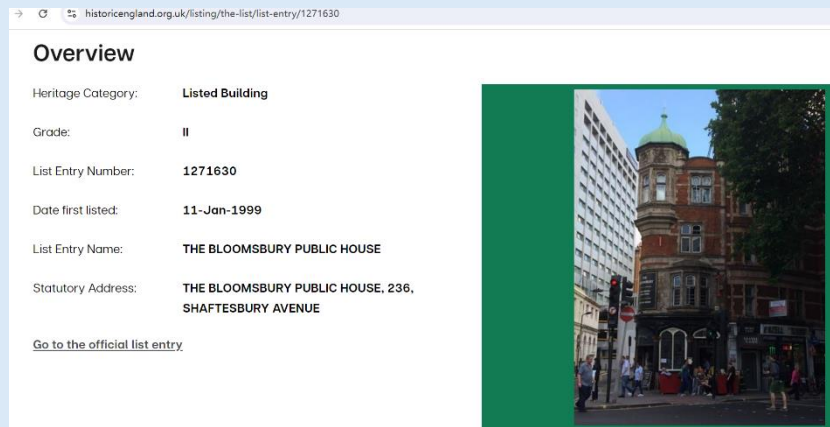 historicengland.org.uk/listing/the-list/list-entry/1271630
Overview
Heritage Category: Listed Building
Grade: II
List Entry Number: 1271630
Date first listed: 11-Jan-1999
List Entry Name: THE BLOOMSBURY PUBLIC HOUSE
Statutory Address: THE BLOOMSBURY PUBLIC HOUSE, 236,
SHAFTESBURY AVENUE
Go to the official list entry